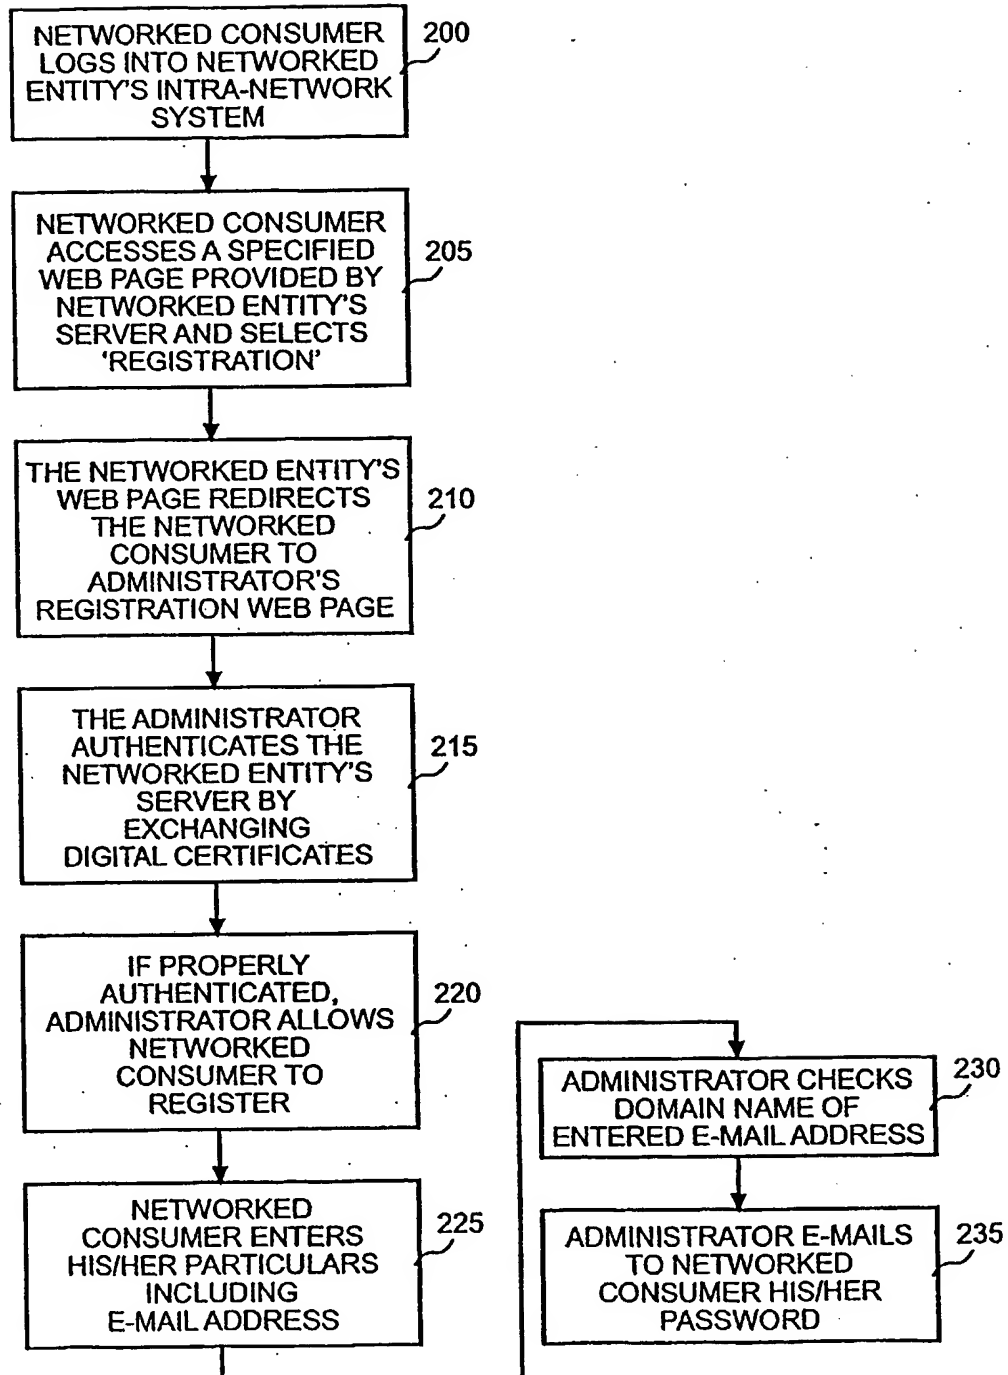 NETWORKED CONSUMER
LOGS INTO NETWORKED
ENTITY'S INTRA-NETWORK
SYSTEM
200
NETWORKED CONSUMER
ACCESSES A SPECIFIED
WEB PAGE PROVIDED BY
NETWORKED ENTITY'S
SERVER AND SELECTS
'REGISTRATION'
205
THE NETWORKED ENTITY'S
WEB PAGE REDIRECTS
THE NETWORKED
CONSUMER TO
ADMINISTRATOR'S
REGISTRATION WEB PAGE
210
THE ADMINISTRATOR
AUTHENTICATES THE
NETWORKED ENTITY'S
SERVER BY
EXCHANGING
DIGITAL CERTIFICATES
215
IF PROPERLY
AUTHENTICATED,
ADMINISTRATOR ALLOWS
NETWORKED
CONSUMER TO
REGISTER
220
NETWORKED
CONSUMER ENTERS
HIS/HER PARTICULARS
INCLUDING
E-MAIL ADDRESS
225
ADMINISTRATOR CHECKS
DOMAIN NAME OF
ENTERED E-MAIL ADDRESS
230
ADMINISTRATOR E-MAILS
TO NETWORKED
CONSUMER HIS/HER
PASSWORD
235